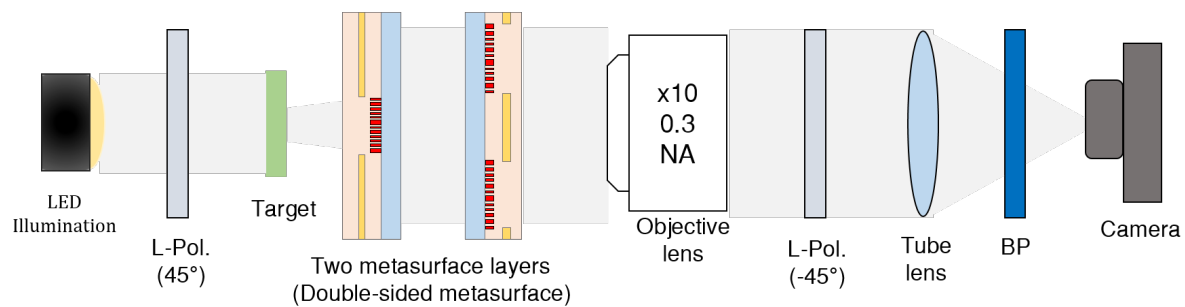 LED
Illumination
L-Pol.
(45°)
Target
Two metasurface layers
(Double-sided metasurface)
x10
0.3
NA
Objective
lens
L-Pol.
(-45°)
Tube
lens
BP
Camera